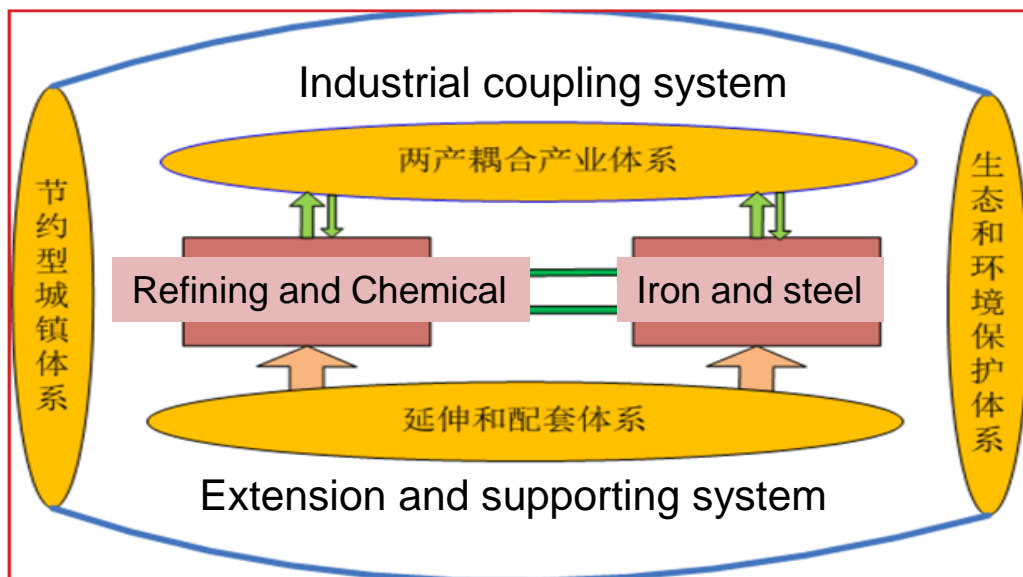 Industrial coupling system
两产耦合产业体系
节约型城镇体系
Refining and Chemical
Iron and steel
生态和环境保护体系
延伸和配套体系
Extension and supporting system